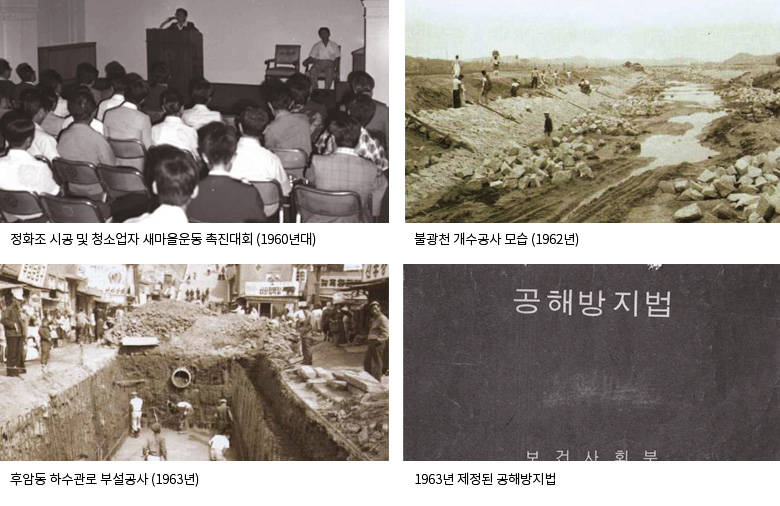 정화조 시공 및 청소업자 새마을운동 촉진대회 (1960년대)
불광천 개수공사 모습 (1962년)
공해방지법
보건사회부
후암동 하수관로 부설공사 (1963년)
1963년 제정된 공해방지법